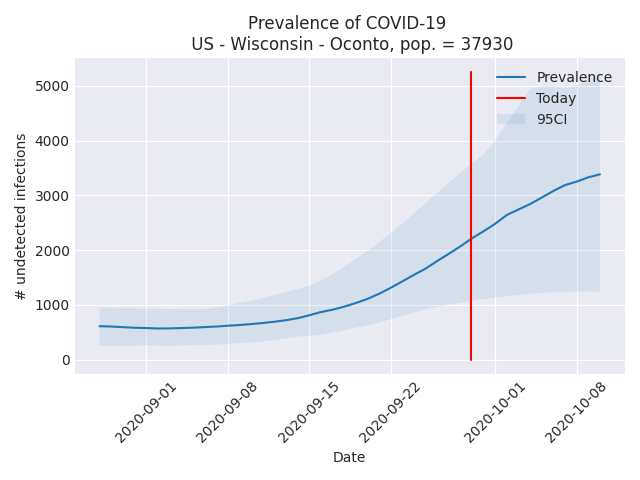 Prevalence of COVID-19
US - Wisconsin - Oconto, pop. = 37930
5000
4000
3000
2000
1000
0
# undetected infections
Prevalence
Today
95CI
2020-09-01
2020-09-08
2020-09-15
2020-09-22
2020-10-01
2020-10-08
Date